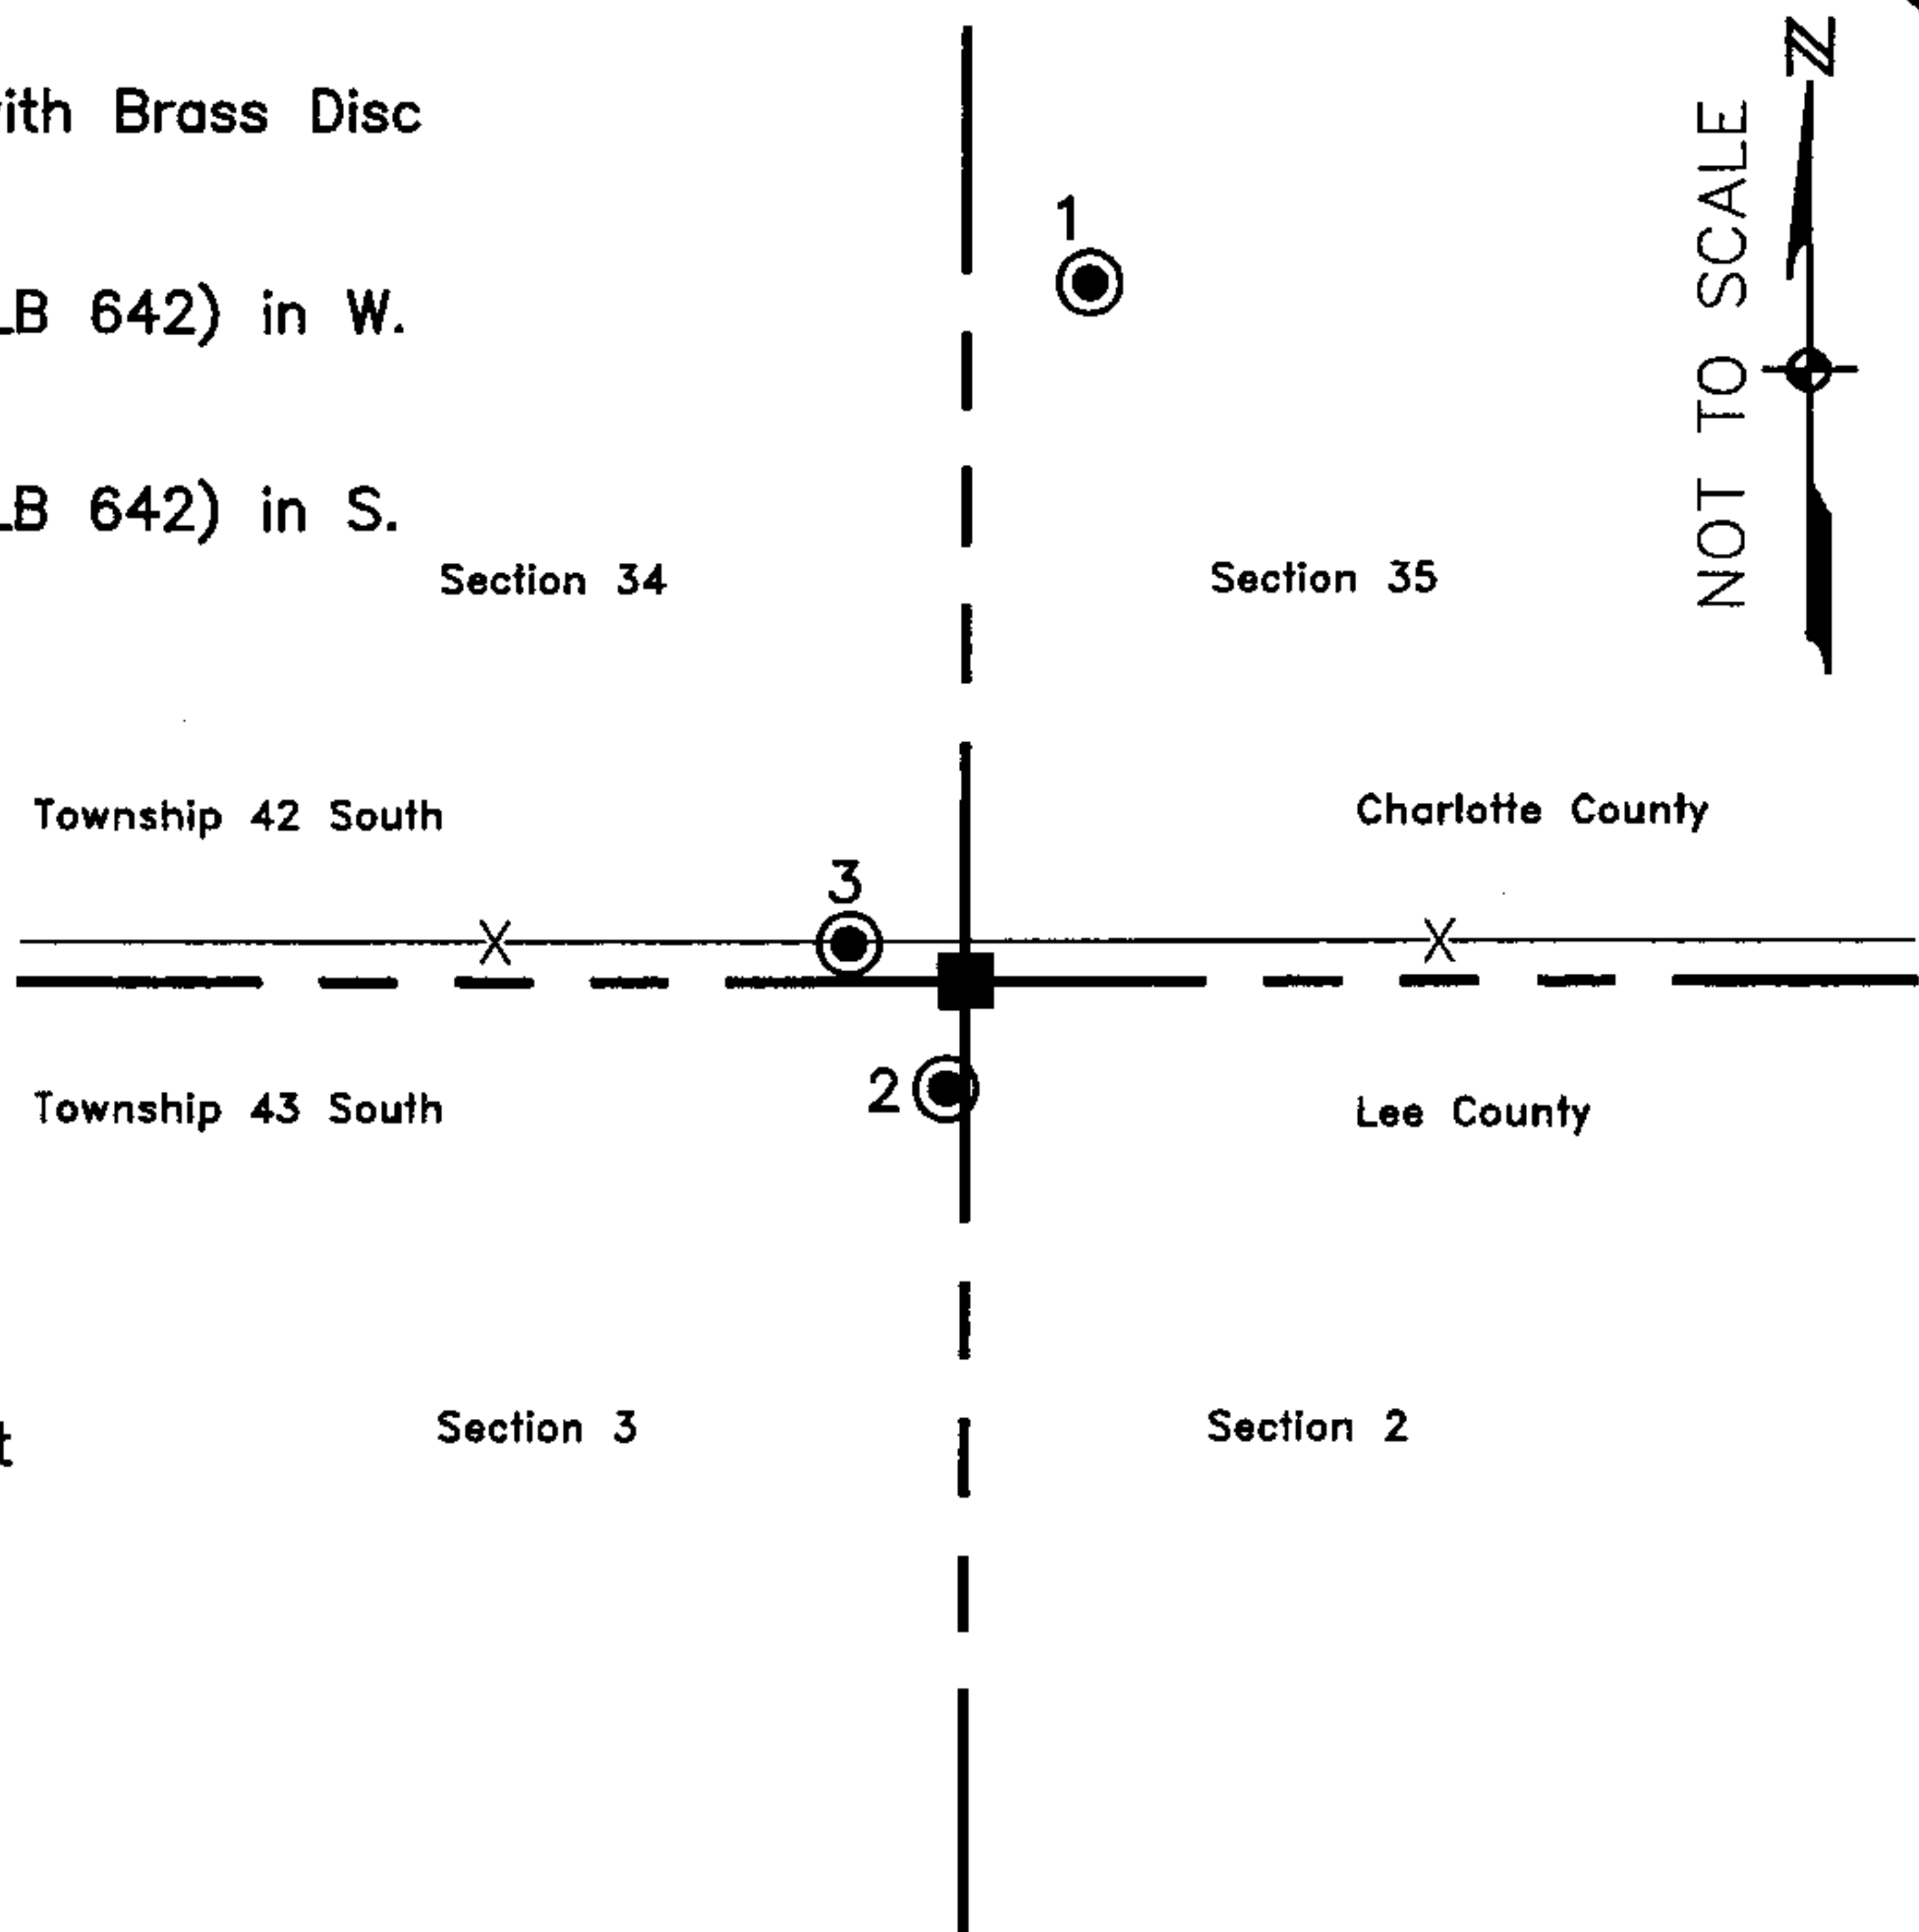 ith Brass Disc
LB 642) in W.
LB 642) in S.
N
NOT TO SCALE
1
Section 34
Section 35
Township 42 South
Charlotte County
3
X
X
2
Township 43 South
Lee County
Section 3
Section 2
t